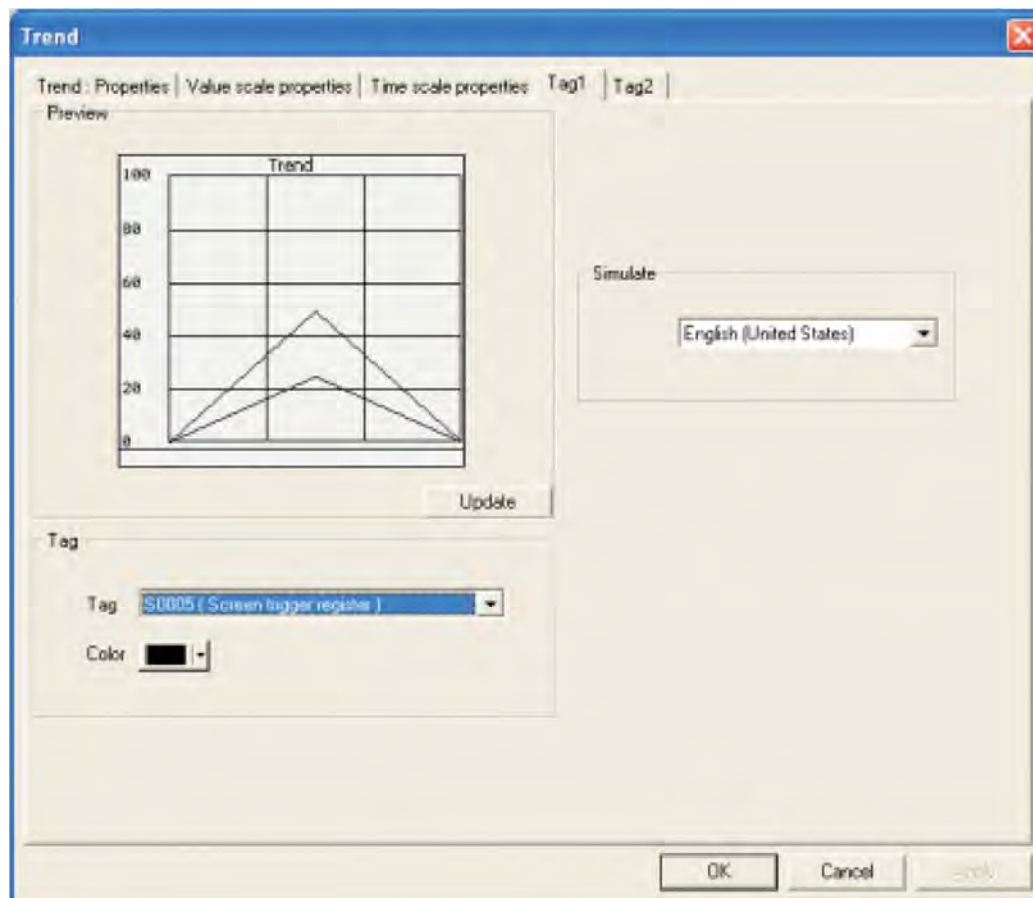 Trend
Trend : Properties Value scale properties Time scale properties Tag1 Tag2
Preview
Trend
100
80
60
40
20
0
Update
Simulate
English (United States)
Tag
Tag S0005 ( Screen trigger register )
Color
OK Cancel Apply